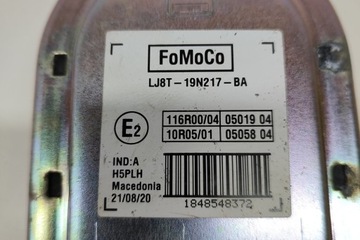 FoMoCo
LJ8T-19N217-BA
E2
116R00/04 05019 04
10R05/01 05058 04
IND:A
H5PLH
Macedonia
21/08/20
1848548372